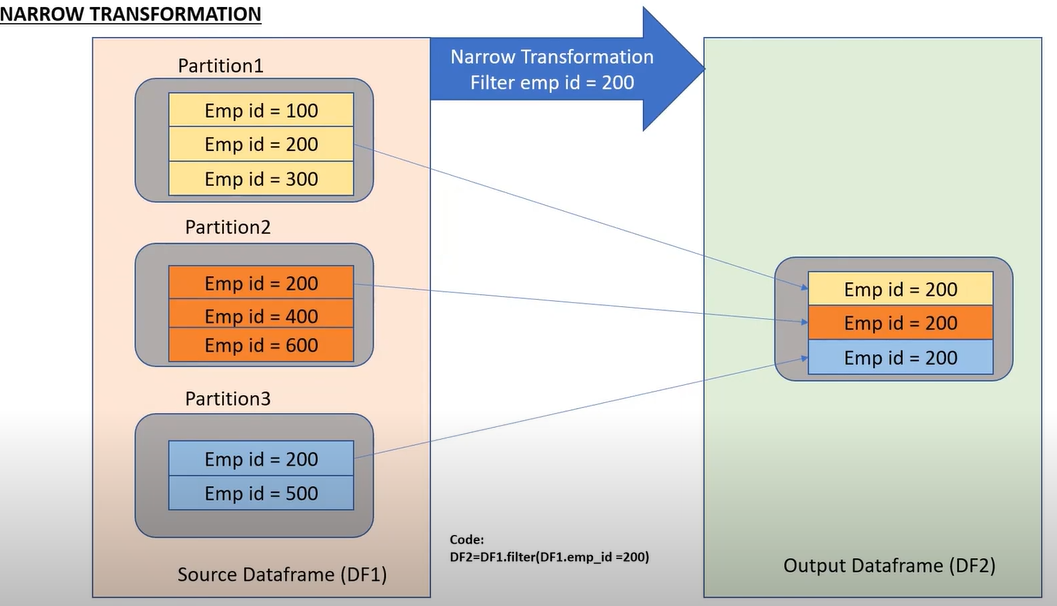 NARROW TRANSFORMATION
Partition1
Emp id = 100
Emp id = 200
Emp id = 300
Partition2
Emp id = 200
Emp id = 400
Emp id = 600
Partition3
Emp id = 200
Emp id = 500
Source Dataframe (DF1)
Narrow Transformation
Filter emp id = 200
Code:
DF2=DF1.filter(DF1.emp_id =200)
Emp id = 200
Emp id = 200
Emp id = 200
Output Dataframe (DF2)